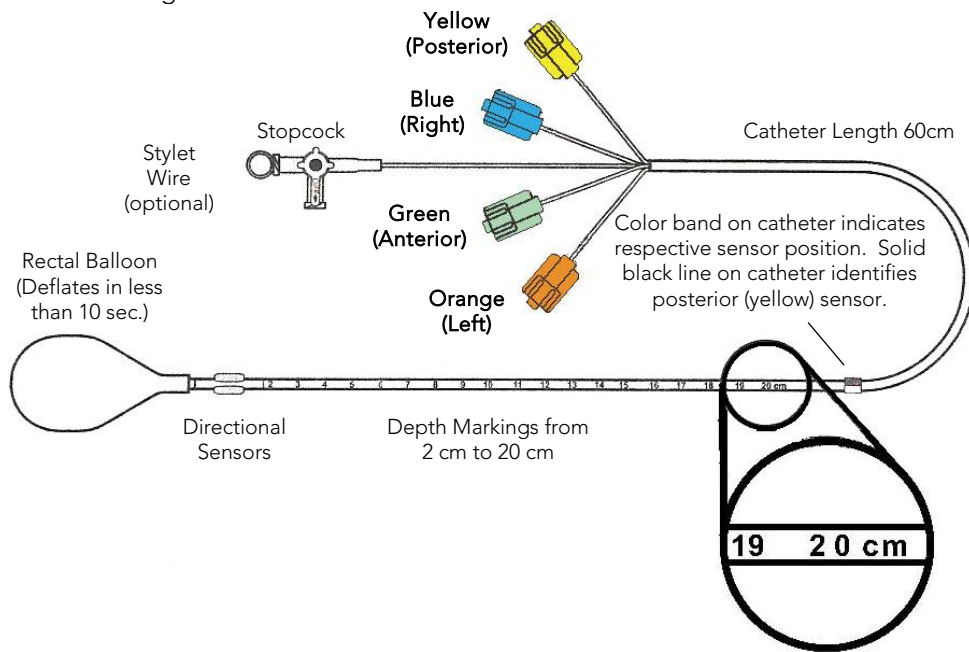 Yellow
(Posterior)
Blue
(Right)
Stopcock
Catheter Length 60cm
Stylet
Wire
(optional)
Green
(Anterior)
Color band on catheter indicates
respective sensor position. Solid
black line on catheter identifies
posterior (yellow) sensor.
Rectal Balloon
(Deflates in less
than 10 sec.)
Orange
(Left)
2 3 4 5 6 7 8 9 10 11 12 13 14 15 16 17 18 19 20 cm
Directional
Sensors
Depth Markings from
2 cm to 20 cm
19 20 cm